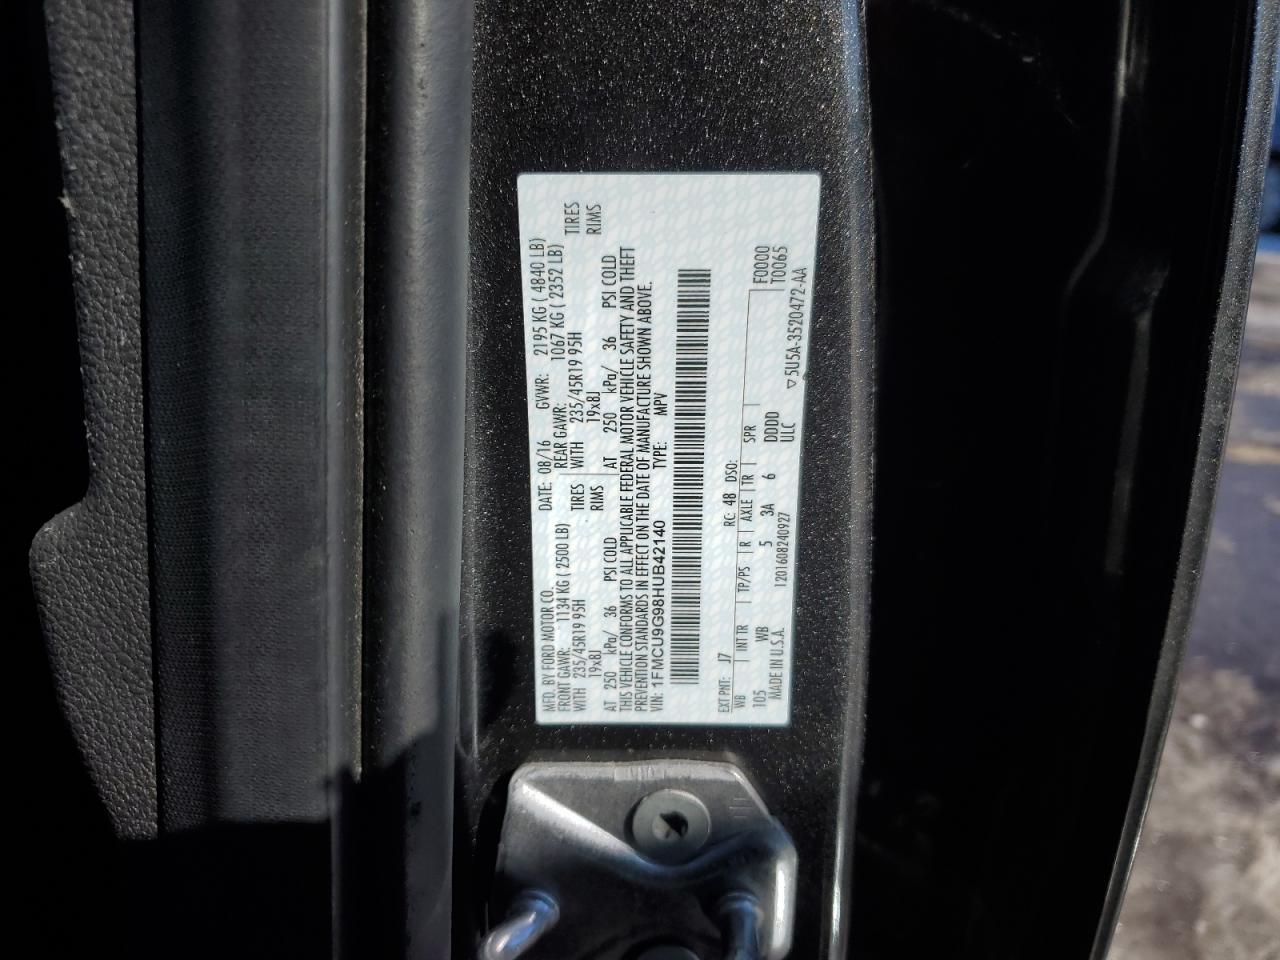 MFD. BY FORD MOTOR CO.
DATE: 08/16 GVWR: 2195 KG ( 4840 LB)
FRONT GAWR: 1134 KG ( 2500 LB) REAR GAWR: 1067 KG ( 2352 LB)
WITH 235/45R19 95H TIRES WITH 235/45R19 95H TIRES
19x8J RIMS 19x8J RIMS
AT 250 kPa/ 36 PSI COLD AT 250 kPa/ 36 PSI COLD
THIS VEHICLE CONFORMS TO ALL APPLICABLE FEDERAL MOTOR VEHICLE SAFETY AND THEFT
PREVENTION STANDARDS IN EFFECT ON THE DATE OF MANUFACTURE SHOWN ABOVE.
VIN: 1FMCU9G98HUB42140 TYPE: MPV
EXT PNT: J7 RC: 48 DSO:
WB INT TR TP/PS R AXLE TR SPR F0000
T0065
105 WB 5 3A 6 DDDD
MADE IN U.S.A. 1201608240927 ULC
▽5U5A-3520472-AA